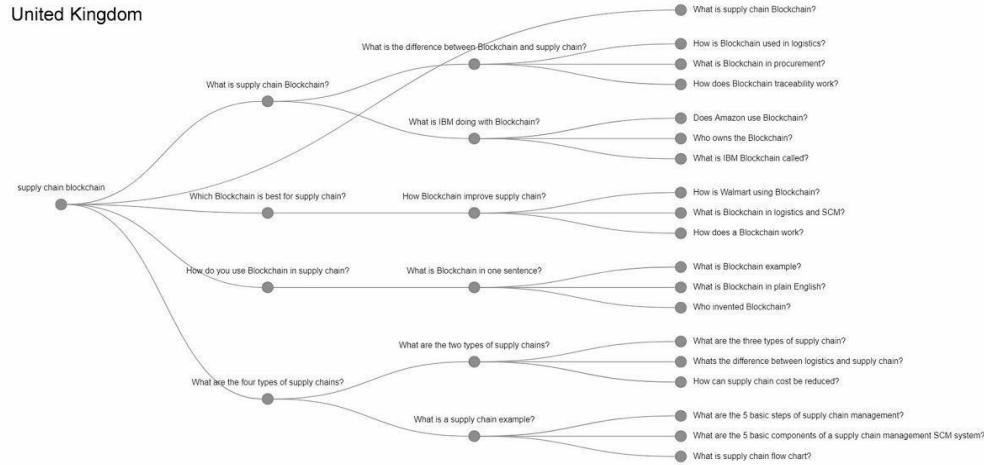 United Kingdom
What is supply chain Blockchain?
How is Blockchain used in logistics?
What is the difference between Blockchain and supply chain?
What is Blockchain in procurement?
How does Blockchain traceability work?
What is supply chain Blockchain?
Does Amazon use Blockchain?
What is IBM doing with Blockchain?
Who owns the Blockchain?
What is IBM Blockchain called?
supply chain blockchain
How is Walmart using Blockchain?
Which Blockchain is best for supply chain?
How Blockchain improve supply chain?
What is Blockchain in logistics and SCM?
How does a Blockchain work?
What is Blockchain example?
How do you use Blockchain in supply chain?
What is Blockchain in one sentence?
What is Blockchain in plain English?
Who invented Blockchain?
What are the three types of supply chain?
What are the two types of supply chains?
Whats the difference between logistics and supply chain?
What are the four types of supply chains?
How can supply chain cost be reduced?
What are the 5 basic steps of supply chain management?
What is a supply chain example?
What are the 5 basic components of a supply chain management SCM system?
What is supply chain flow chart?